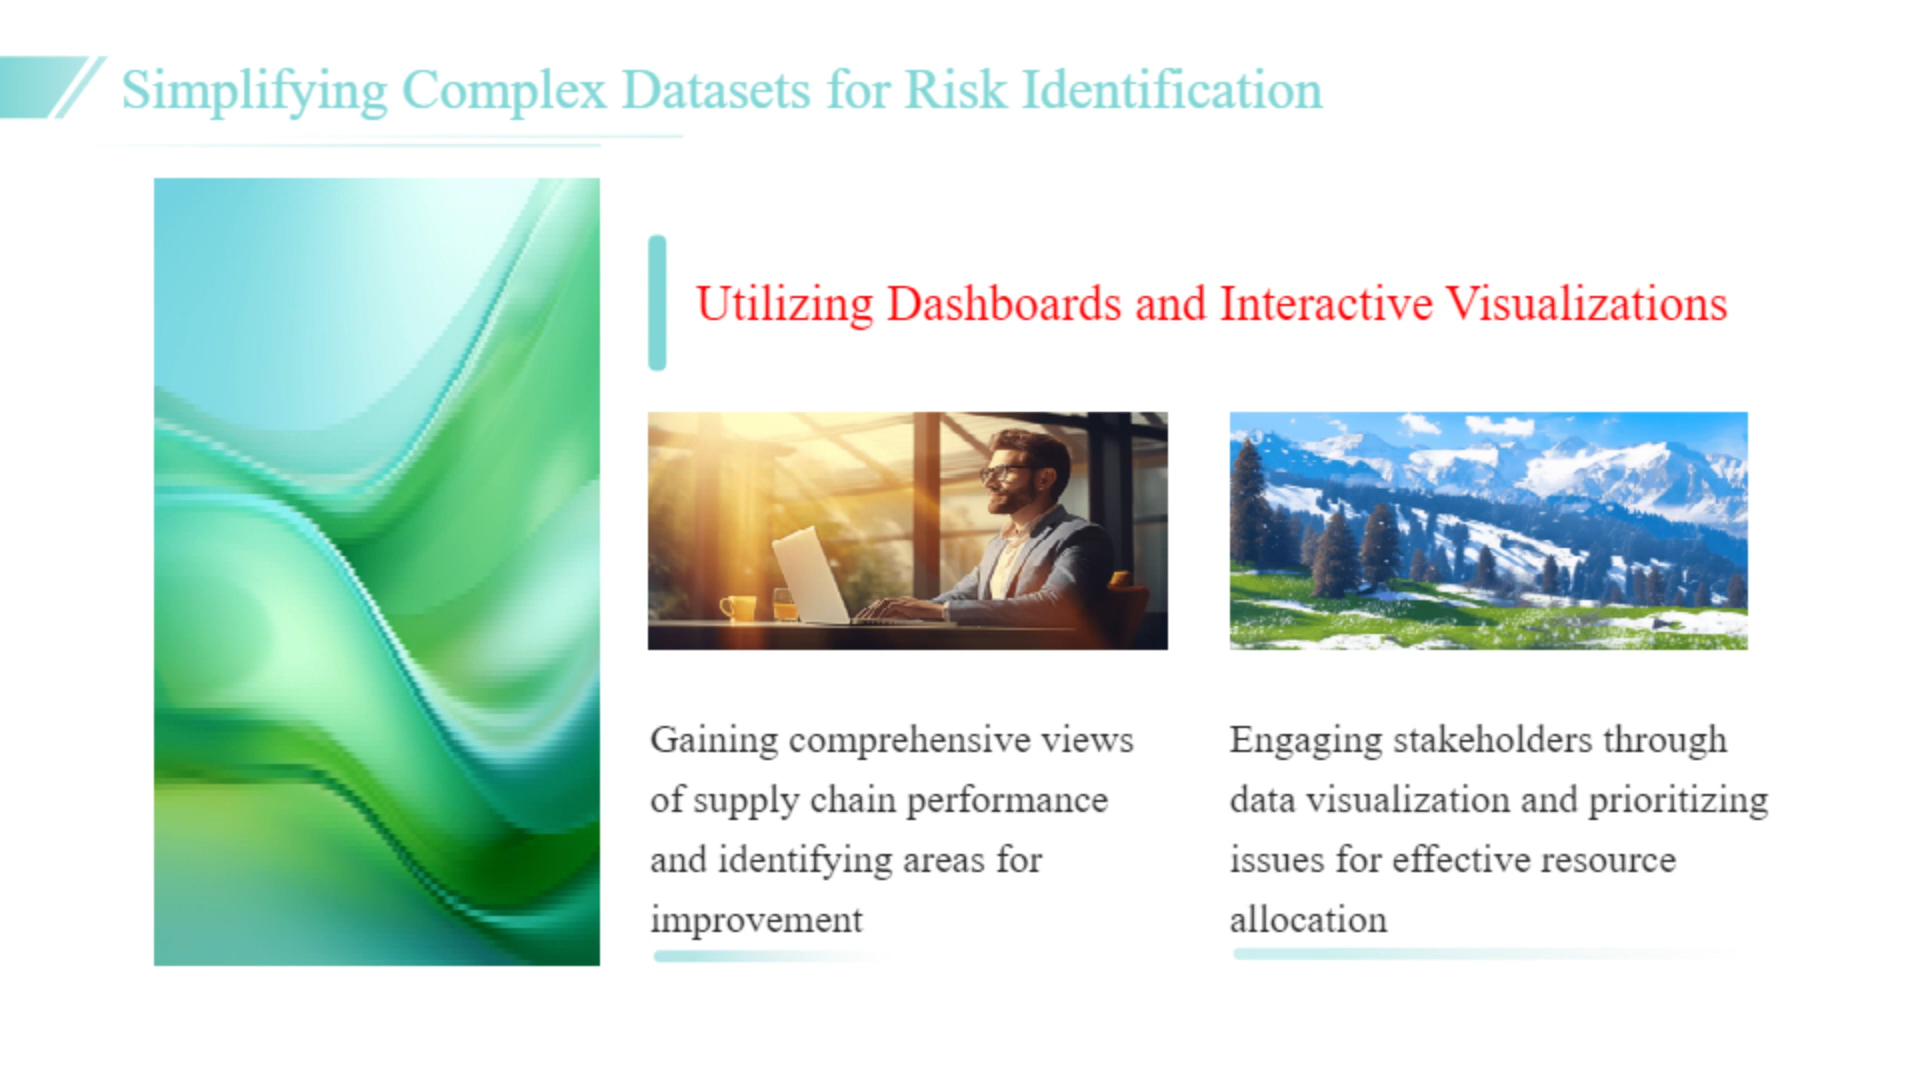 Simplifying Complex Datasets for Risk Identification
Utilizing Dashboards and Interactive Visualizations
Gaining comprehensive views
of supply chain performance
and identifying areas for
improvement
Engaging stakeholders through
data visualization and prioritizing
issues for effective resource
allocation